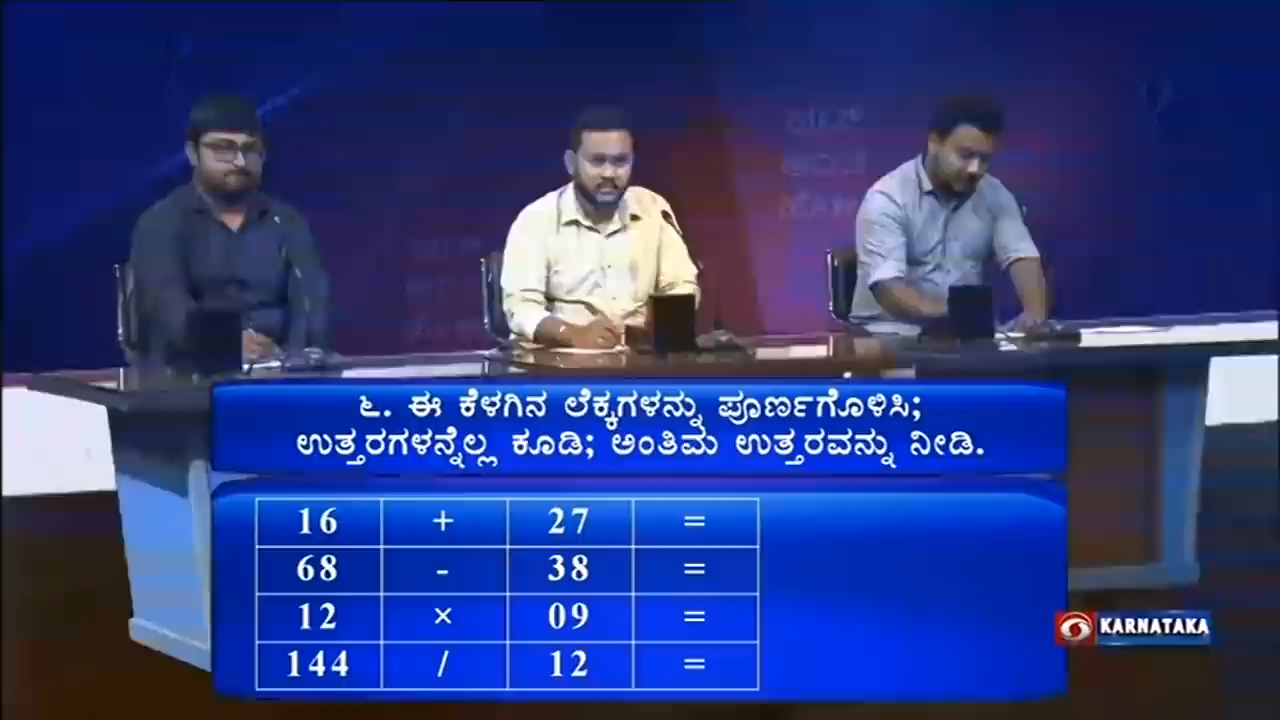 ೬. ಈ ಕೆಳಗಿನ ಲೆಕ್ಕಗಳನ್ನು ಪೂರ್ಣಗೊಳಿಸಿ;
ಉತ್ತರಗಳನ್ನೆಲ್ಲ ಕೂಡಿ; ಅಂತಿಮ ಉತ್ತರವನ್ನು ನೀಡಿ.
16 + 27 =
68 - 38 =
12 × 09 =
144 / 12 =
KARNATAKA